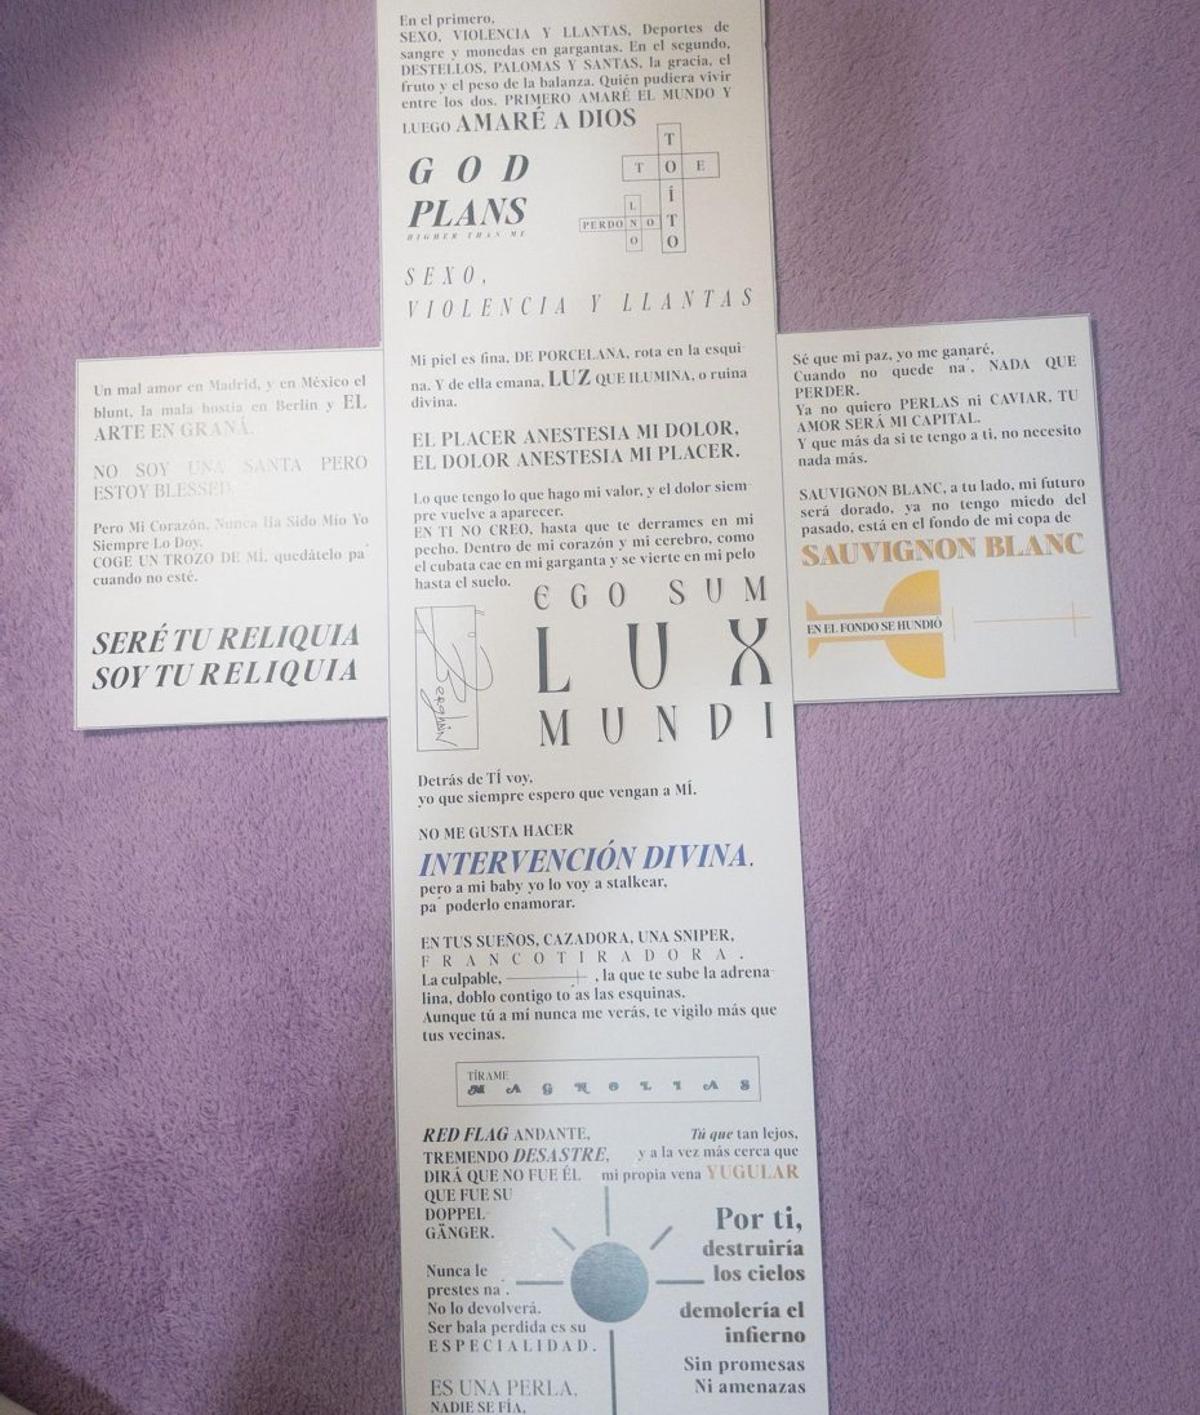 En el primero,
SEXO, VIOLENCIA Y LLANTAS, Deportes de
sangre y monedas en gargantas. En el segundo,
DESTELLOS, PALOMAS Y SANTAS, la gracia, el
fruto y el peso de la balanza. Quién pudiera vivir
entre los dos. PRIMERO AMARÉ EL MUNDO Y
LUEGO AMARÉ A DIOS
GOD
PLANS
HIGHER THAN ME
T
T O E
Í
L
PERDONO T
O O
SEXO,
VIOLENCIA Y LLANTAS
Mi piel es fina, DE PORCELANA, rota en la esqui-
na. Y de ella emana, LUZ QUE ILUMINA, o ruina
divina.
EL PLACER ANESTESIA MI DOLOR,
EL DOLOR ANESTESIA MI PLACER.
Lo que tengo lo que hago mi valor, y el dolor siem-
pre vuelve a aparecer.
EN TI NO CREO, hasta que te derrames en mi
pecho. Dentro de mi corazón y mi cerebro, como
el cubata cae en mi garganta y se vierte en mi pelo
hasta el suelo.
EGO SUM
LUX
MUNDI
Berghain
Detrás de TÍ voy,
yo que siempre espero que vengan a MÍ.
NO ME GUSTA HACER
INTERVENCIÓN DIVINA,
pero a mi baby yo lo voy a stalkear,
pa´ poderlo enamorar.
EN TUS SUEÑOS, CAZADORA, UNA SNIPER,
FRANCOTIRADORA.
La culpable, , la que te sube la adrena-
lina, doblo contigo to´as las esquinas.
Aunque tú a mí nunca me verás, te vigilo más que
tus vecinas.
TÍRAME
MAGNOLIAS
RED FLAG ANDANTE,
TREMENDO DESASTRE,
DIRÁ QUE NO FUE ÉL
QUE FUE SU
DOPPEL-
GÄNGER.
Nunca le
prestes na´.
No lo devolverá.
Ser bala perdida es su
ESPECIALIDAD.
ES UNA PERLA,
NADIE SE FÍA,
Tú que tan lejos,
y a la vez más cerca que
mi propia vena YUGULAR
Por ti,
destruiría
los cielos
demolería el
infierno
Sin promesas
Ni amenazas
Un mal amor en Madrid, y en México el
blunt, la mala hostia en Berlín y EL
ARTE EN GRANÁ.
NO SOY UNA SANTA PERO
ESTOY BLESSED.
Pero Mi Corazón, Nunca Ha Sido Mío Yo
Siempre Lo Doy.
COGE UN TROZO DE MÍ, quedátelo pa´
cuando no esté.
SERÉ TU RELIQUIA
SOY TU RELIQUIA
Sé que mi paz, yo me ganaré,
Cuando no quede na´. NADA QUE
PERDER.
Ya no quiero PERLAS ni CAVIAR, TU
AMOR SERÁ MI CAPITAL.
Y que más da si te tengo a ti, no necesito
nada más.
SAUVIGNON BLANC, a tu lado, mi futuro
será dorado, ya no tengo miedo del
pasado, está en el fondo de mi copa de
SAUVIGNON BLANC
EN EL FONDO SE HUNDIÓ